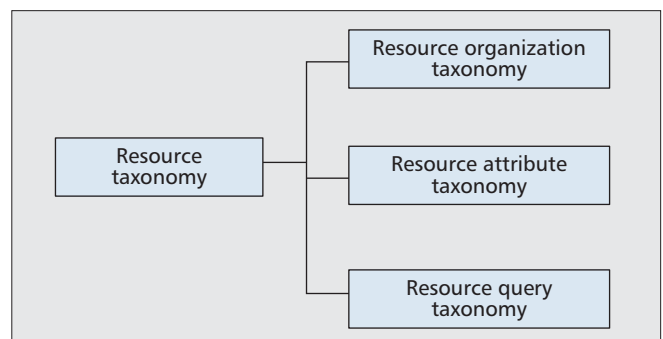 Resource organization
taxonomy
Resource
taxonomy
Resource attribute
taxonomy
Resource query
taxonomy